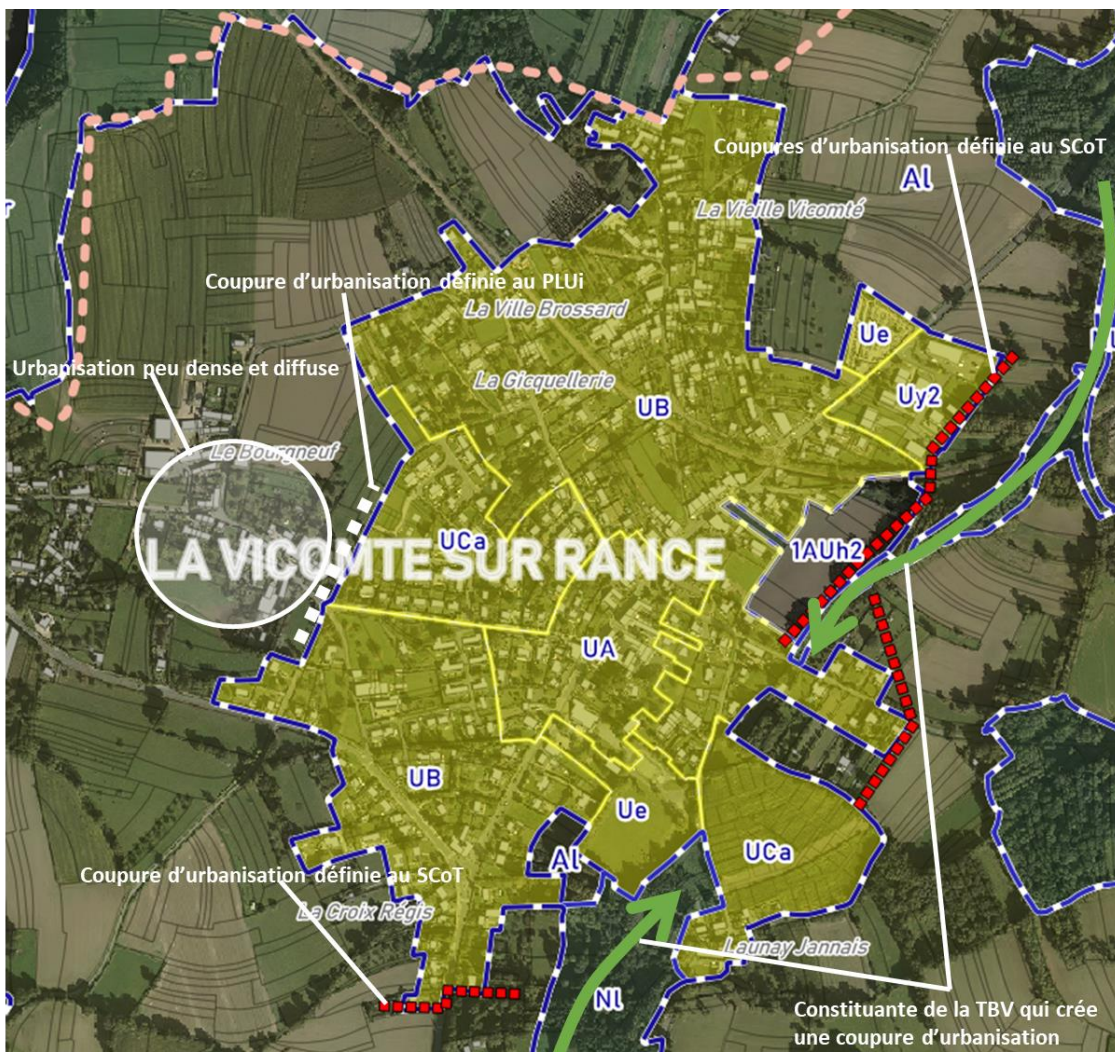 Coupures d'urbanisation définie au SCoT
Al
La Vieille Vicomté
Coupure d'urbanisation définie au PLUi
La Ville Brossard
Ue
Urbanisation peu dense et diffuse
La Gicquellerie
UB
Uy2
Le Bourgneuf
UCa
1AUh2
LA VICOMTE SUR RANCE
UA
UB
Ue
Al
UCa
Coupure d'urbanisation définie au SCoT
La Croix Régis
Launay Jannais
Nl
Constituante de la TBV qui crée
une coupure d'urbanisation